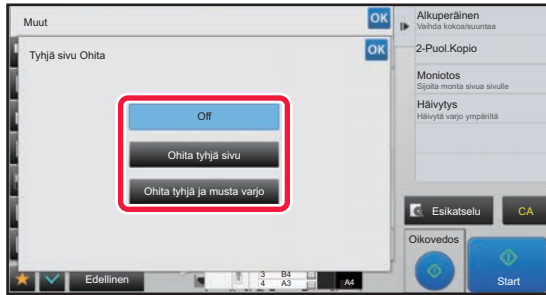 Muut
OK
Tyhjä sivu Ohita
OK
Off
Ohita tyhjä sivu
Ohita tyhjä ja musta varjo
Edellinen
3 B4
4 A3
A4
Alkuperäinen
Vaihda kokoa/suuntaa
2-Puol.Kopio
Moniotos
Sijoita monta sivua sivulle
Häivytys
Häivytä varjo ympäriltä
Esikatselu
CA
Oikovedos
Start